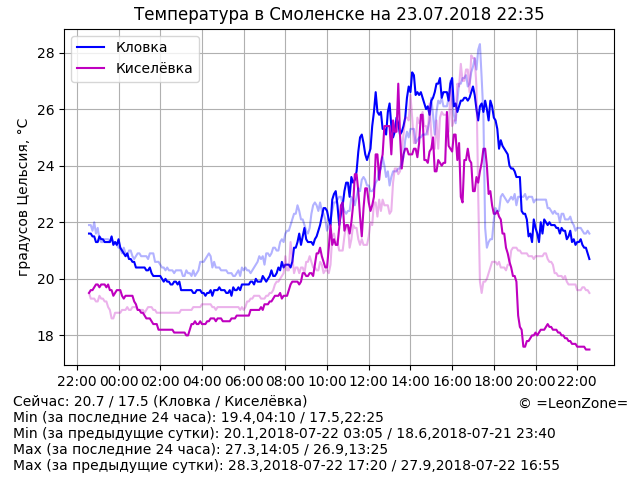 Температура в Смоленске на 23.07.2018 22:35
Кловка
Киселёвка
градусов Цельсия, °C
28
26
24
22
20
18
22:00 00:00 02:00 04:00 06:00 08:00 10:00 12:00 14:00 16:00 18:00 20:00 22:00
Сейчас: 20.7 / 17.5 (Кловка / Киселёвка)
© =LeonZone=
Min (за последние 24 часа): 19.4,04:10 / 17.5,22:25
Min (за предыдущие сутки): 20.1,2018-07-22 03:05 / 18.6,2018-07-21 23:40
Max (за последние 24 часа): 27.3,14:05 / 26.9,13:25
Max (за предыдущие сутки): 28.3,2018-07-22 17:20 / 27.9,2018-07-22 16:55